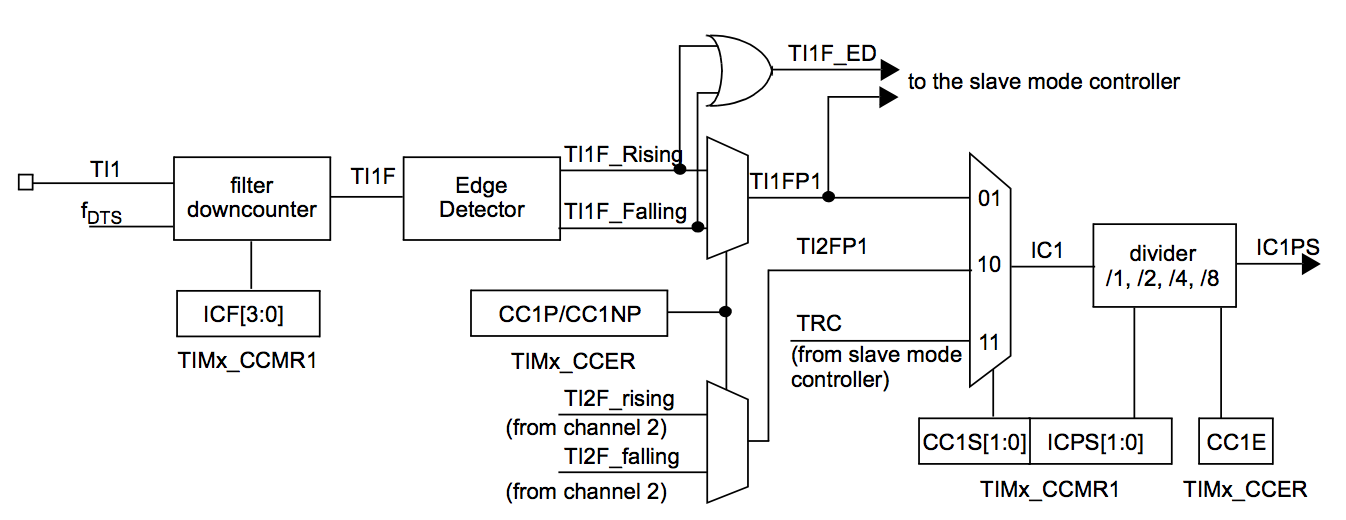 TI1F_ED
to the slave mode controller
TI1
TI1F_Rising
filter
downcounter
TI1F
Edge
Detector
TI1FP1
01
fDTS
TI1F_Falling
TI2FP1
IC1
10
divider
/1, /2, /4, /8
IC1PS
ICF[3:0]
TIMx_CCMR1
CC1P/CC1NP
TIMx_CCER
TRC
11
(from slave mode
controller)
TI2F_rising
(from channel 2)
TI2F_falling
(from channel 2)
CC1S[1:0]
ICPS[1:0]
CC1E
TIMx_CCMR1
TIMx_CCER